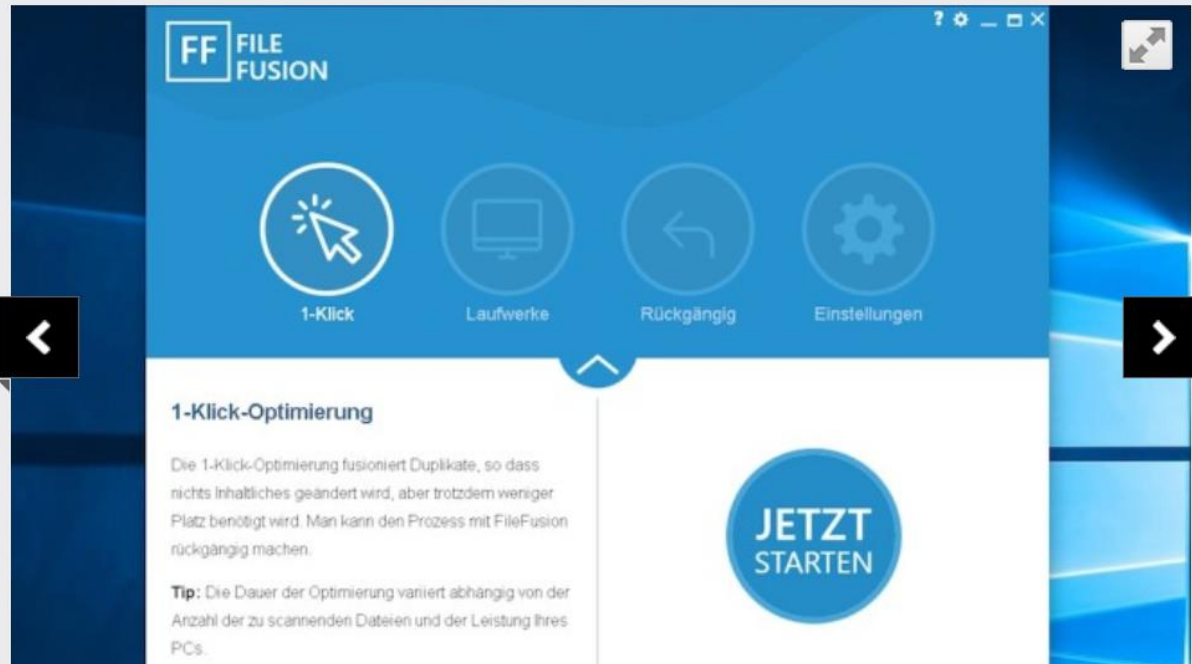 FF FILE
FUSION
?
1-Klick Laufwerke Rückgängig Einstellungen
1-Klick-Optimierung
Die 1-Klick-Optimierung fusioniert Duplikate, so dass
nichts Inhaltliches geändert wird, aber trotzdem weniger
Platz benötigt wird. Man kann den Prozess mit FileFusion
rückgängig machen.
Tip: Die Dauer der Optimierung variiert abhängig von der
Anzahl der zu scannenden Dateien und der Leistung Ihres
PCs.
JETZT
STARTEN